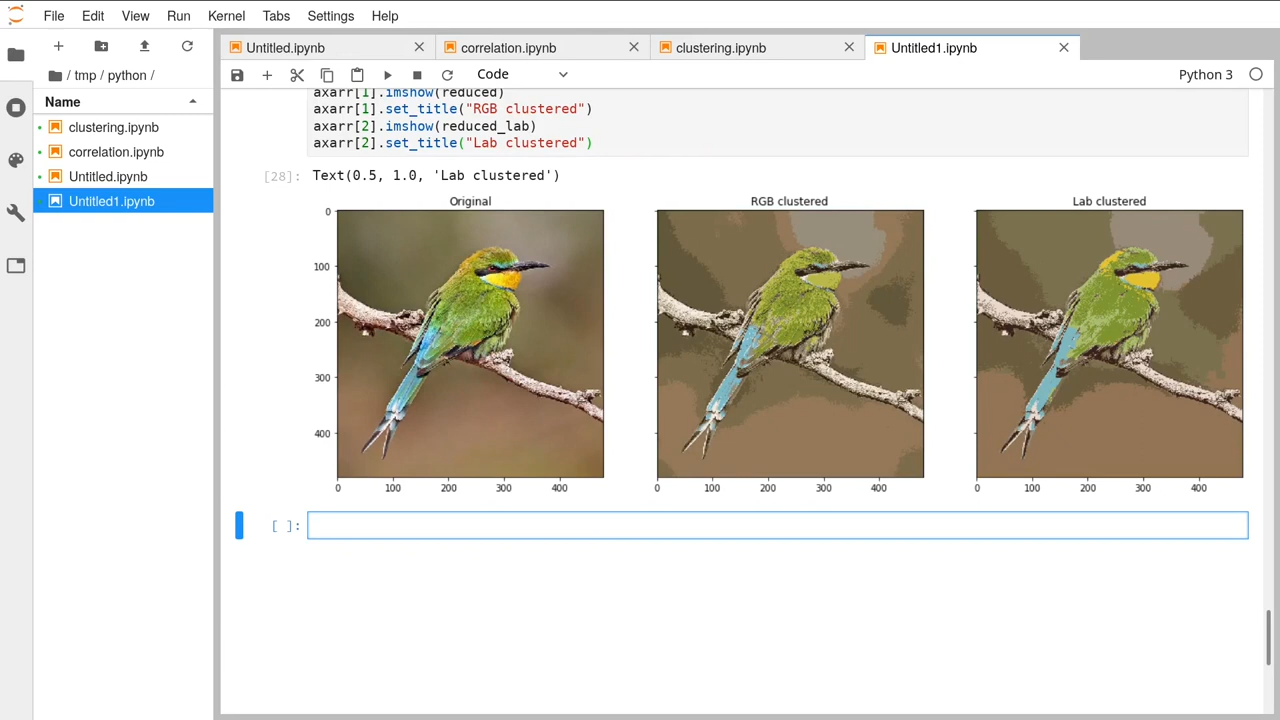 File Edit View Run Kernel Tabs Settings Help
Untitled.ipynb correlation.ipynb clustering.ipynb Untitled1.ipynb
Code Python 3
/ tmp / python /
Name
clustering.ipynb
correlation.ipynb
Untitled.ipynb
Untitled1.ipynb
axarr[1].imshow(reduced)
axarr[1].set_title("RGB clustered")
axarr[2].imshow(reduced_lab)
axarr[2].set_title("Lab clustered")
[28]: Text(0.5, 1.0, 'Lab clustered')
Original RGB clustered Lab clustered
0
100
200
300
400
0 100 200 300 400 0 100 200 300 400 0 100 200 300 400
[ ]: